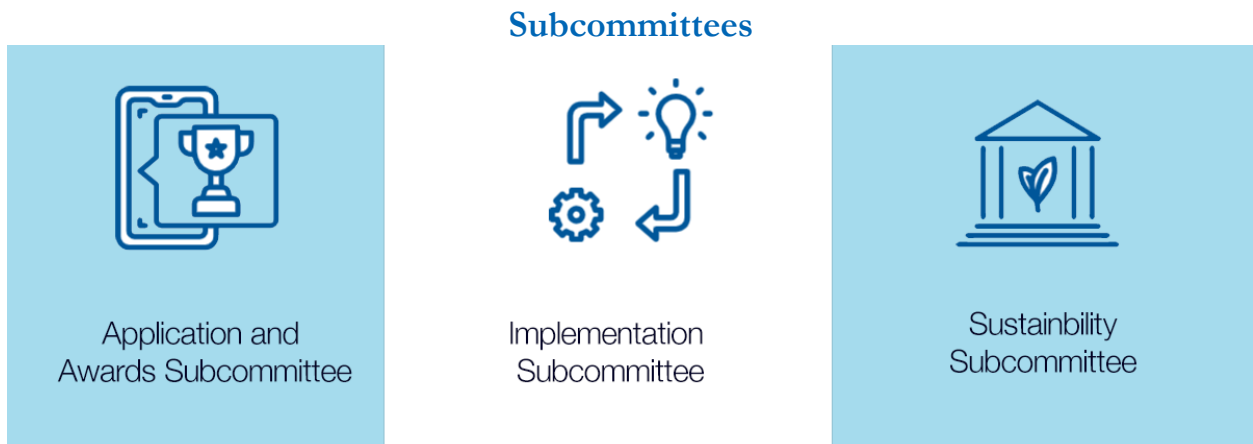 Subcommittees
Application and
Awards Subcommittee
Implementation
Subcommittee
Sustainbility
Subcommittee